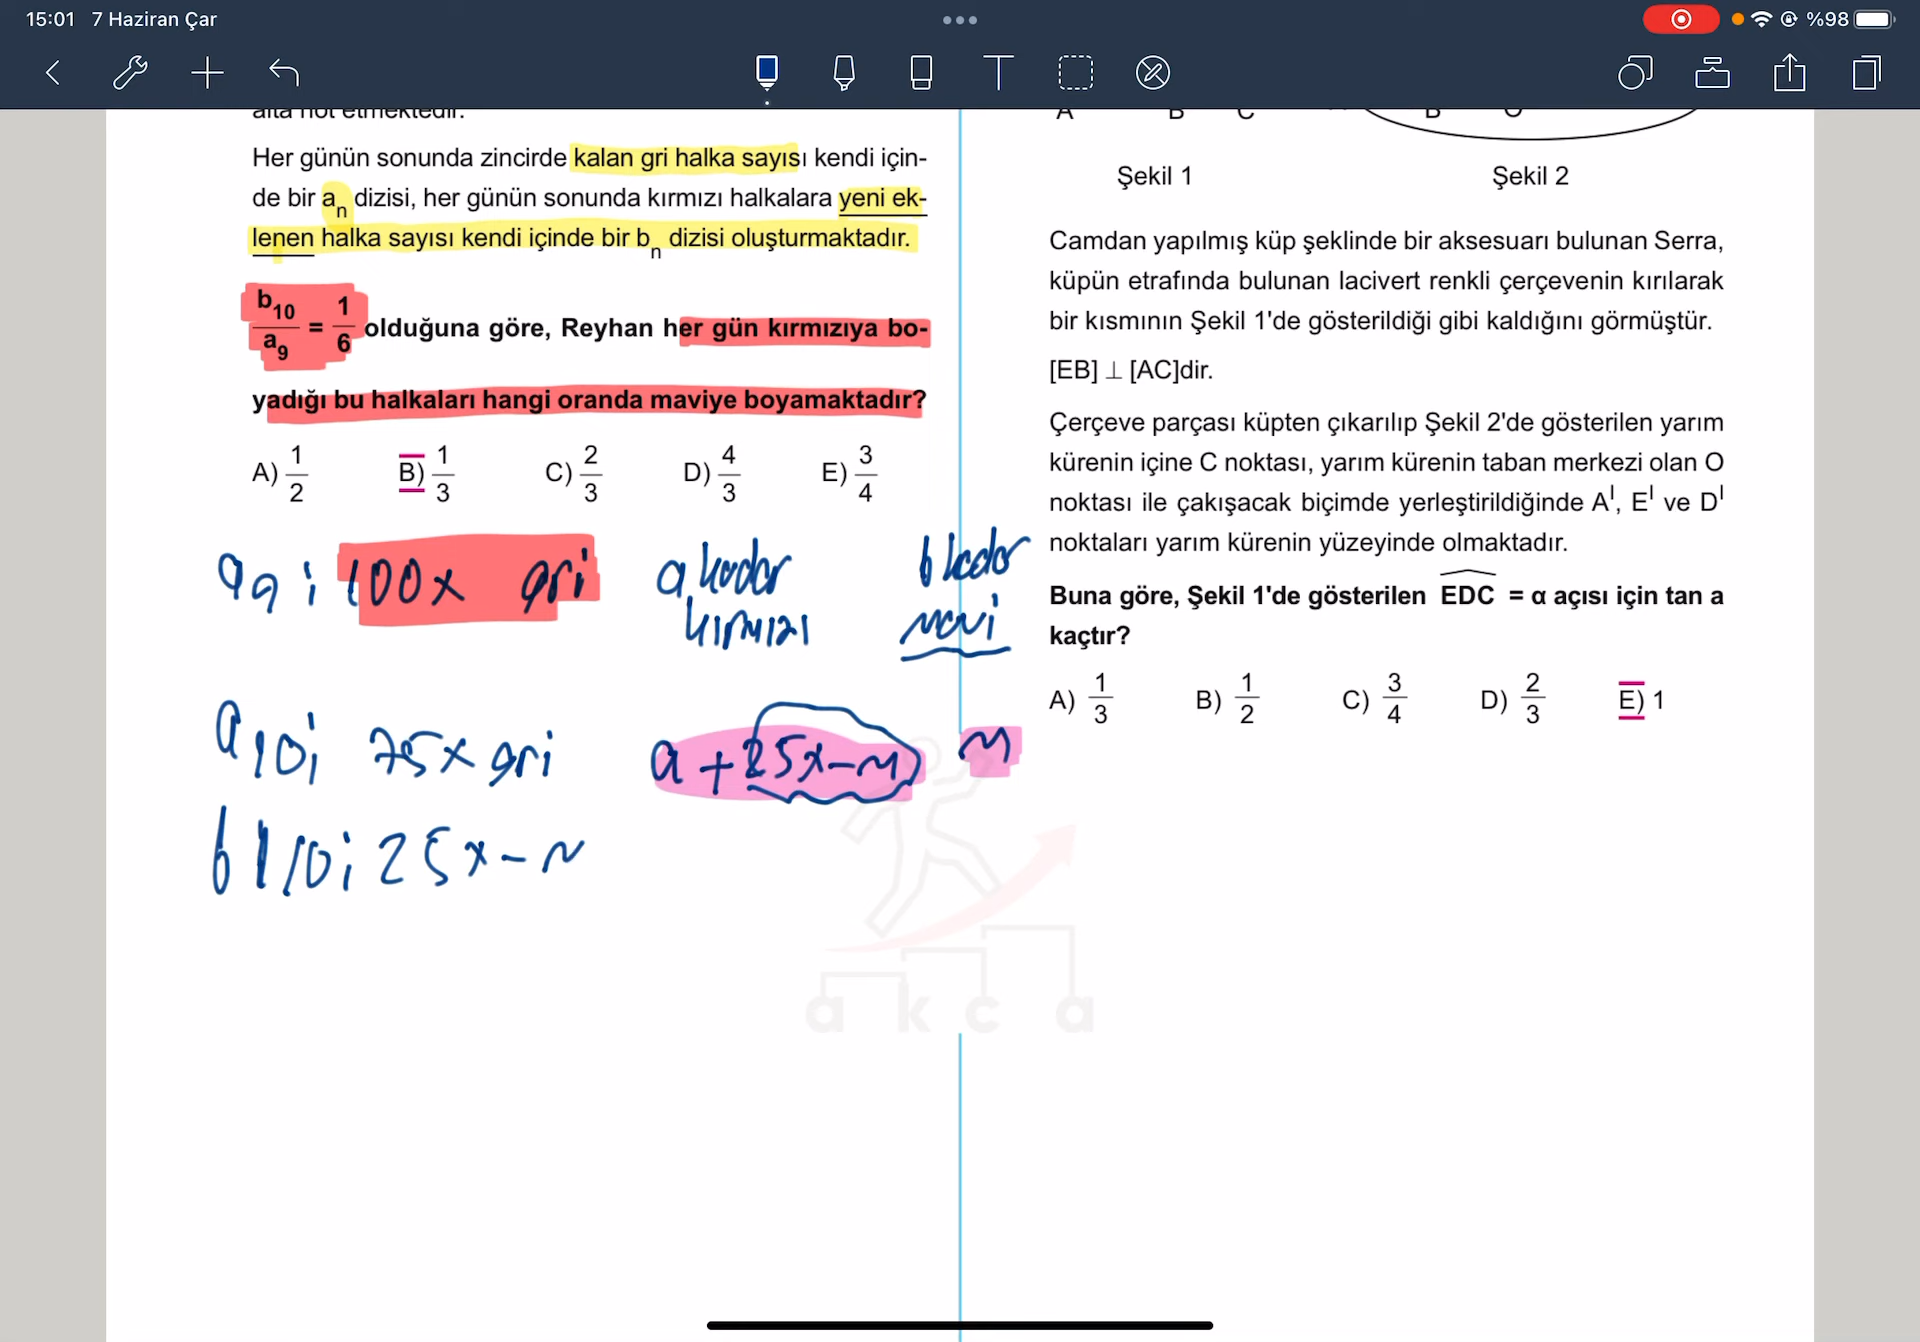 15:01 7 Haziran Çar
%98
alta not etmektedir.
Her günün sonunda zincirde kalan gri halka sayısı kendi için-
de bir an dizisi, her günün sonunda kırmızı halkalara yeni ek-
lenen halka sayısı kendi içinde bir bn dizisi oluşturmaktadır.
b10/a9 = 1/6 olduğuna göre, Reyhan her gün kırmızıya bo-
yadığı bu halkaları hangi oranda maviye boyamaktadır?
A) 1/2 B) 1/3 C) 2/3 D) 4/3 E) 3/4
a9 ; 100x gri a kadar kırmızı b kadar mavi
a10; 75x gri a + 25x-m m
b10; 25x-m
A B C B O
Şekil 1 Şekil 2
Camdan yapılmış küp şeklinde bir aksesuarı bulunan Serra,
küpün etrafında bulunan lacivert renkli çerçevenin kırılarak
bir kısmının Şekil 1'de gösterildiği gibi kaldığını görmüştür.
[EB] ⊥ [AC]dir.
Çerçeve parçası küpten çıkarılıp Şekil 2'de gösterilen yarım
kürenin içine C noktası, yarım kürenin taban merkezi olan O
noktası ile çakışacak biçimde yerleştirildiğinde Aᴵ, Eᴵ ve Dᴵ
noktaları yarım kürenin yüzeyinde olmaktadır.
Buna göre, Şekil 1'de gösterilen EDC = α açısı için tan a
kaçtır?
A) 1/3 B) 1/2 C) 3/4 D) 2/3 E) 1
a k c a